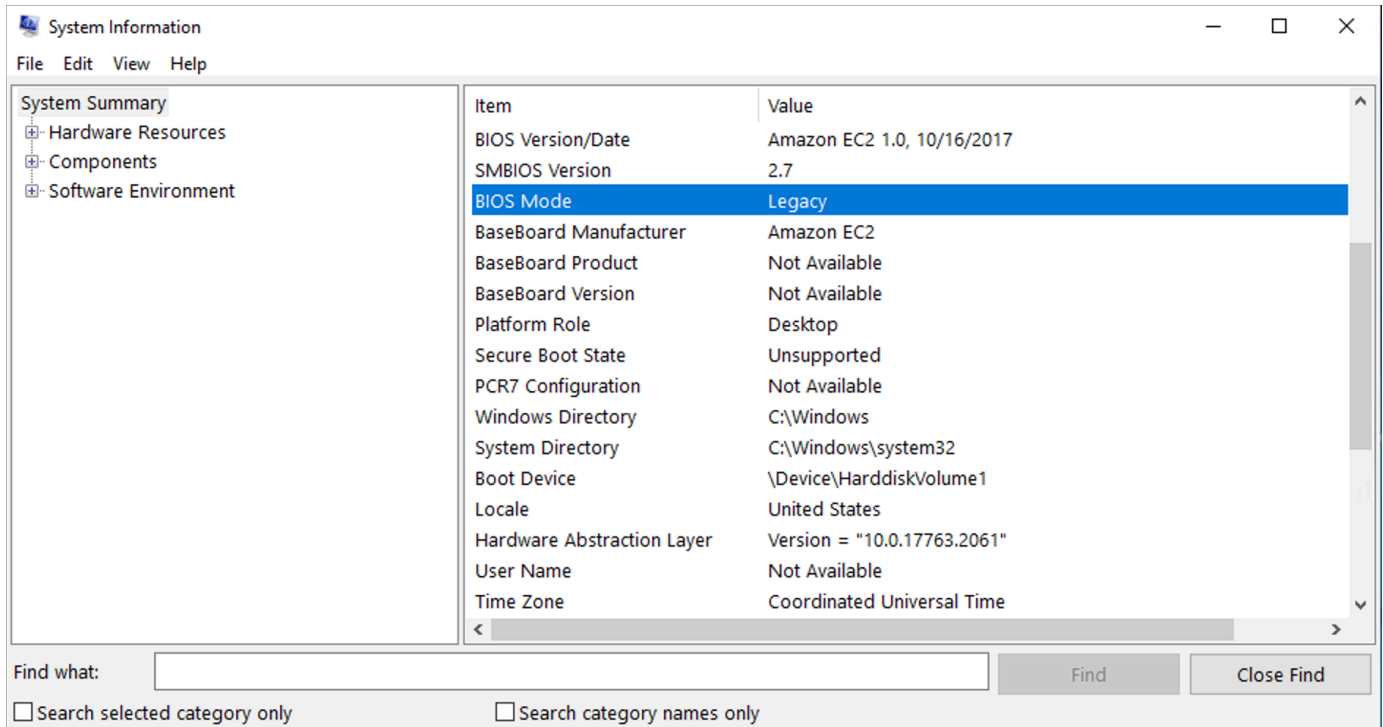 System Information
File Edit View Help
System Summary
Hardware Resources
Components
Software Environment
Item Value
BIOS Version/Date Amazon EC2 1.0, 10/16/2017
SMBIOS Version 2.7
BIOS Mode Legacy
BaseBoard Manufacturer Amazon EC2
BaseBoard Product Not Available
BaseBoard Version Not Available
Platform Role Desktop
Secure Boot State Unsupported
PCR7 Configuration Not Available
Windows Directory C:\Windows
System Directory C:\Windows\system32
Boot Device \Device\HarddiskVolume1
Locale United States
Hardware Abstraction Layer Version = "10.0.17763.2061"
User Name Not Available
Time Zone Coordinated Universal Time
Find what: Find Close Find
Search selected category only Search category names only